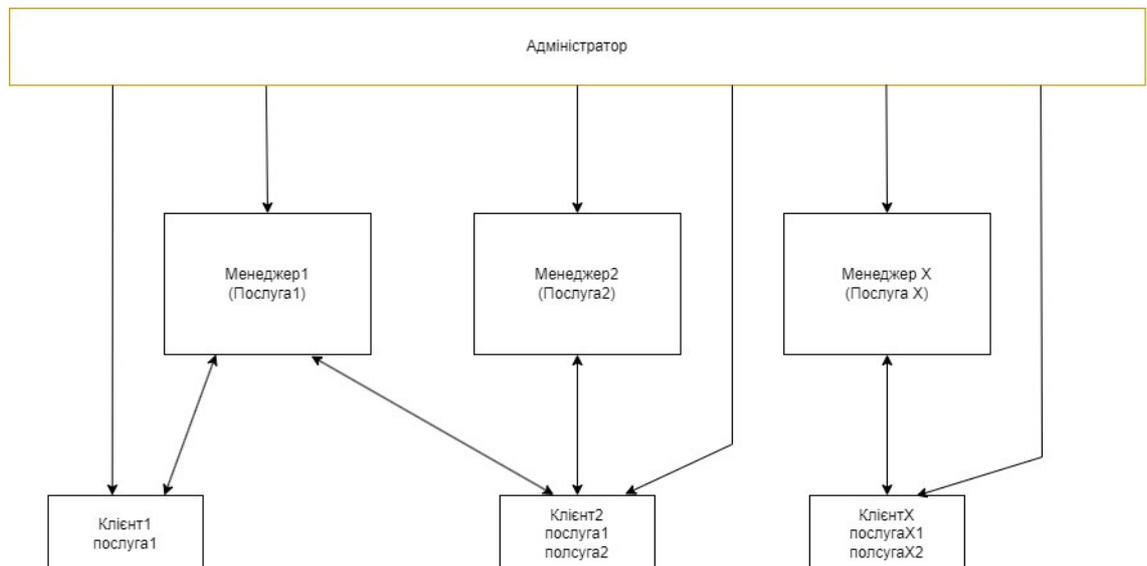 Адміністратор
Менеджер1
(Послуга1)
Менеджер2
(Послуга2)
Менеджер X
(Послуга X)
Клієнт1
послуга1
Клієнт2
послуга1
полсуга2
КлієнтX
послугаX1
полсугаX2